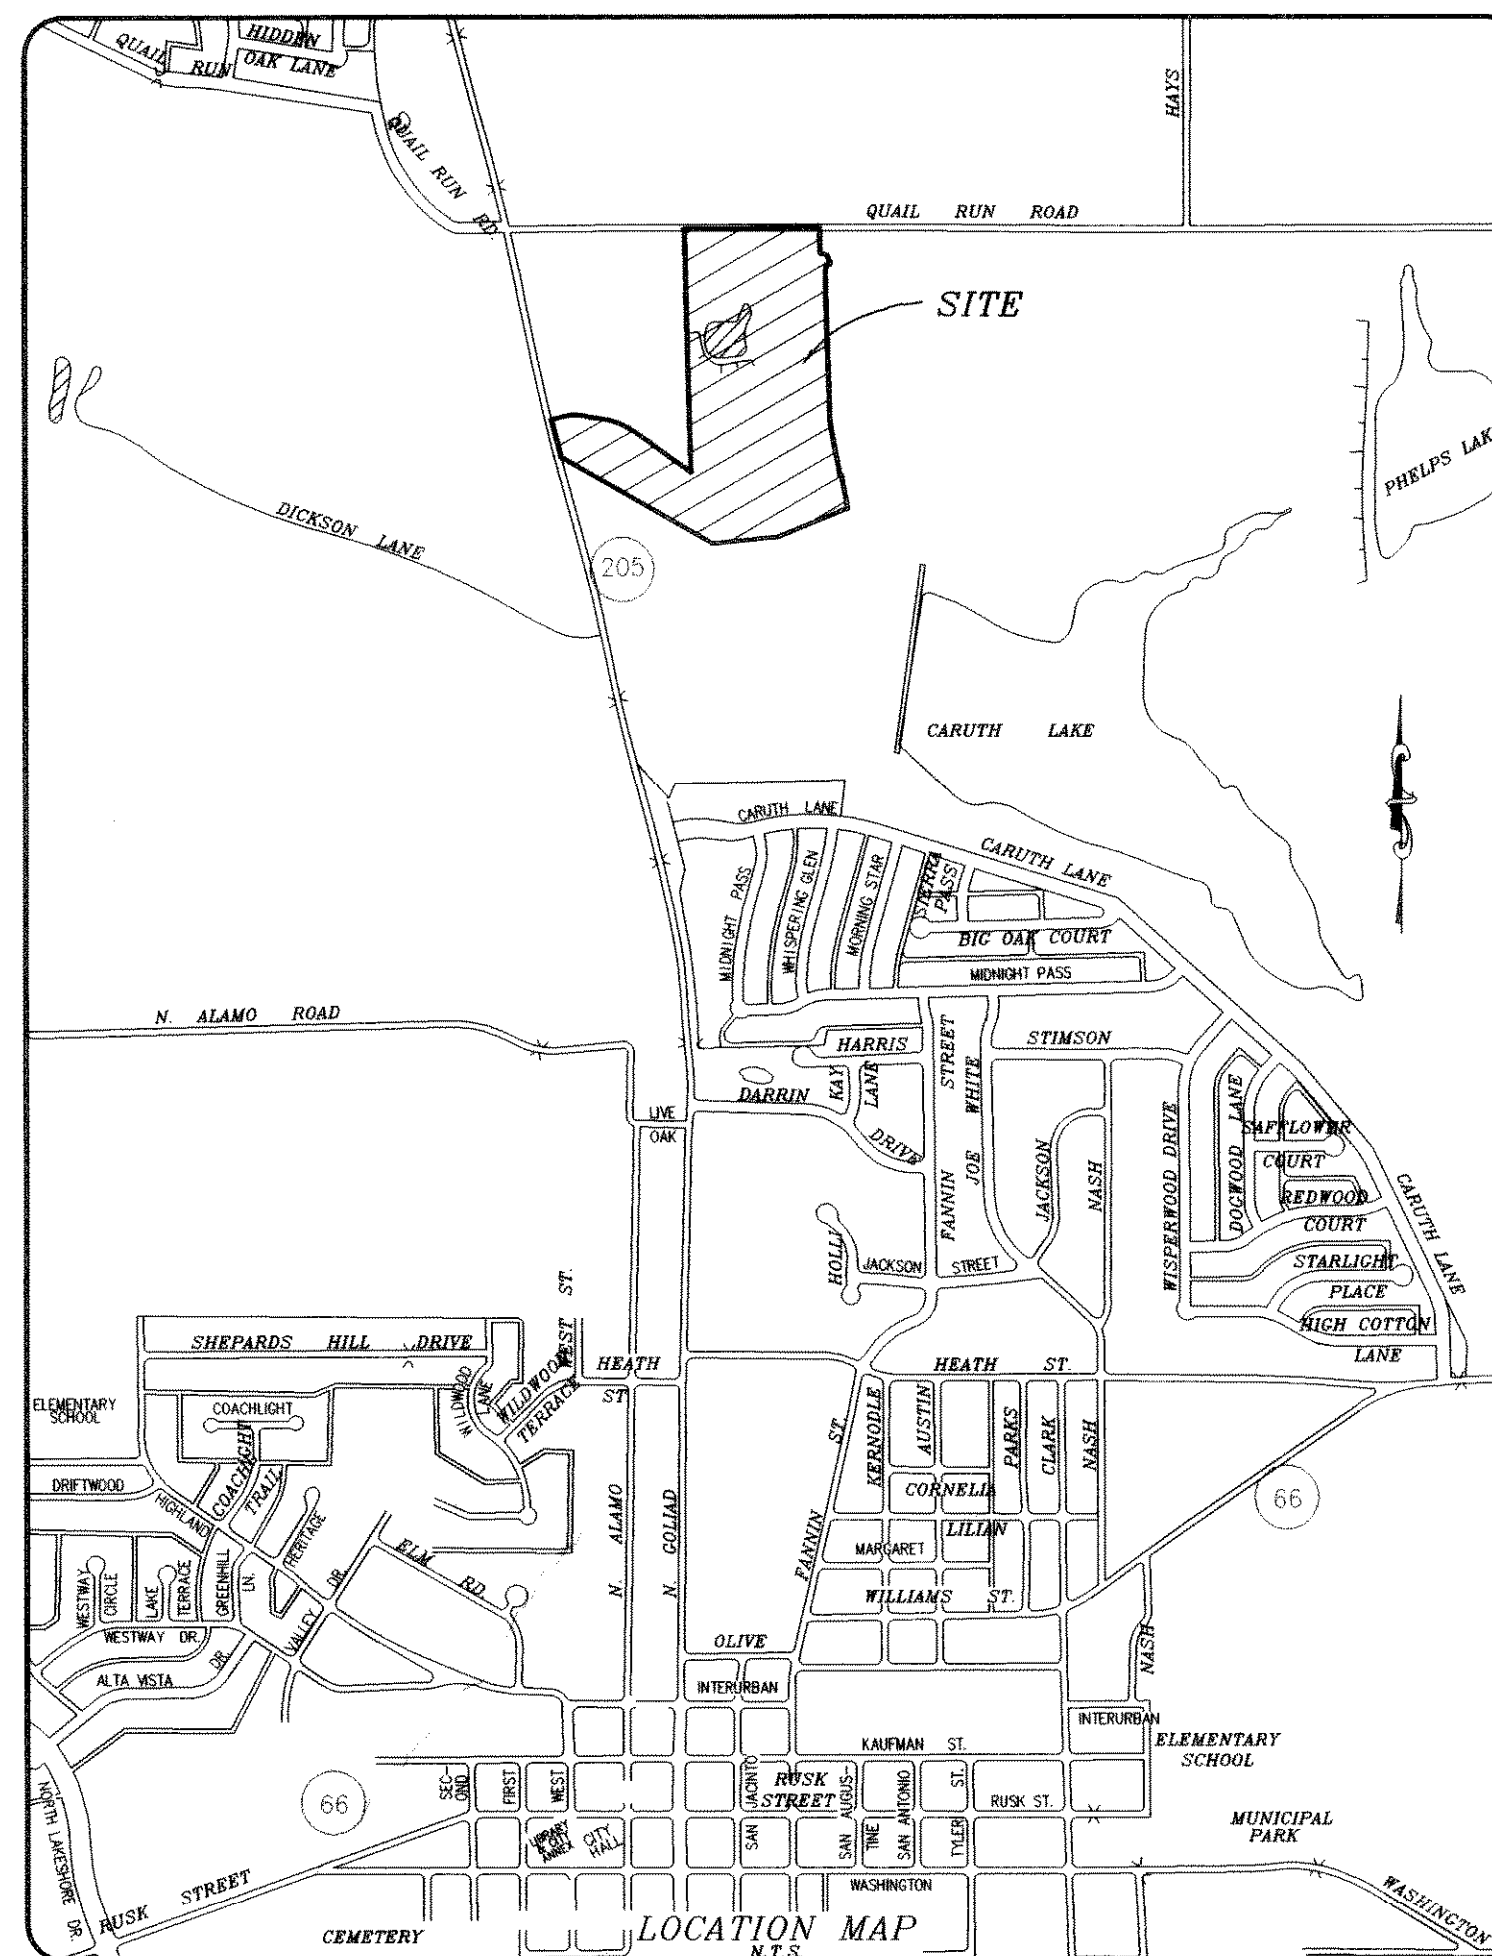 HIDDEN
QUAIL RUN
OAK LANE
HAYS
QUAIL RUN RD.
QUAIL RUN ROAD
SITE
PHELPS LAK
DICKSON LANE
205
CARUTH LAKE
CARUTH LANE
CARUTH LANE
MIDNIGHT PASS
WHISPERING GLEN
MORNING STAR
SIERRA
PASS
BIG OAK COURT
MIDNIGHT PASS
N. ALAMO ROAD
HARRIS
STREET
STIMSON
DARRIN
KAY
LANE
WHITE
LIVE
OAK
DRIVE
FANNIN
JOE
JACKSON
NASH
WISPERWOOD DRIVE
DOGWOOD LANE
SAFFLOWER
COURT
REDWOOD
COURT
CARUTH LANE
HOLLI
JACKSON STREET
STARLIGHT
PLACE
HIGH COTTON
LANE
WEST ST.
SHEPARDS HILL DRIVE
HEATH
ST
HEATH ST.
WILDWOOD
LANE
WILDWOOD
TERRACE
ELEMENTARY
SCHOOL
COACHLIGHT
COACHLIGHT
TRAIL
ST.
KERNODLE
AUSTIN
PARKS
CLARK
NASH
DRIFTWOOD
HIGHLAND
HERITAGE
CORNELIA
66
N. ALAMO
N. GOLIAD
FANNIN
LILIAN
MARGARET
ELM RD.
WESTWAY
CIRCLE
LAKE
TERRACE
GREENHILL
LN.
VALLEY DR.
WILLIAMS ST.
WESTWAY DR.
OLIVE
NASH
ALTA VISTA DR.
INTERURBAN
INTERURBAN
KAUFMAN ST.
ELEMENTARY
SCHOOL
SEC-
OND
FIRST
WEST
SAN JACINTO
RUSK
STREET
SAN AUGUS-
TINE
SAN ANTONIO
TYLER ST.
RUSK ST.
66
NORTH LAKESHORE DR.
LIBRARY
& CITY
ANNEX
CITY
HALL
MUNICIPAL
PARK
WASHINGTON
WASHINGTON
RUSK STREET
CEMETERY
LOCATION MAP
N.T.S